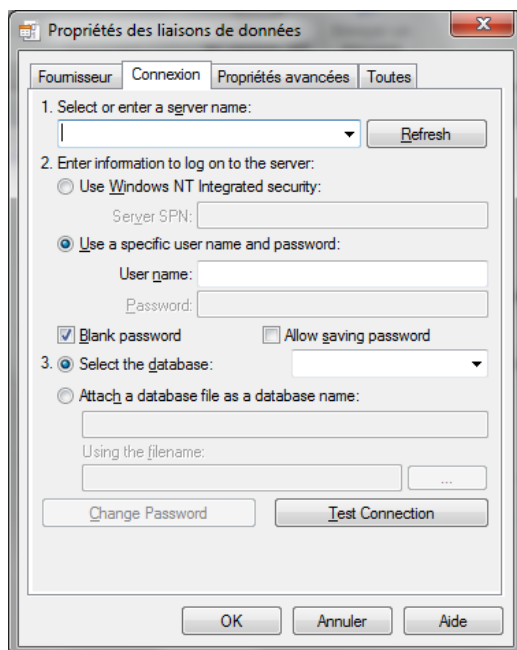 Propriétés des liaisons de données
Fournisseur Connexion Propriétés avancées Toutes
1. Select or enter a server name:
Refresh
2. Enter information to log on to the server:
Use Windows NT Integrated security:
Server SPN:
Use a specific user name and password:
User name:
Password:
Blank password Allow saving password
3. Select the database:
Attach a database file as a database name:
Using the filename:
...
Change Password Test Connection
OK Annuler Aide